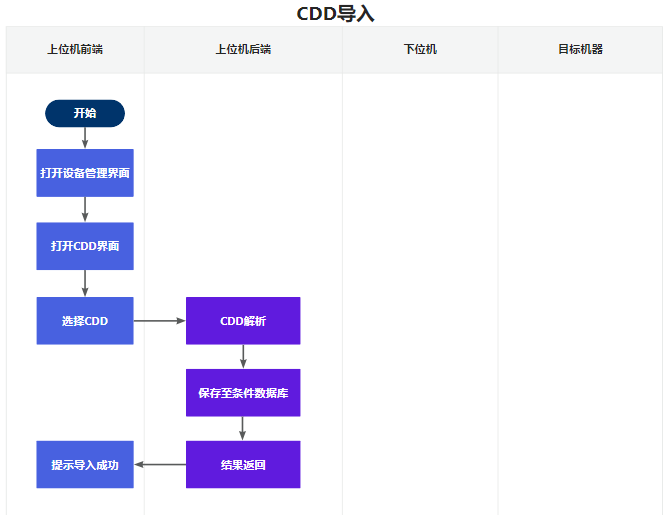 CDD导入
上位机前端
上位机后端
下位机
目标机器
开始
打开设备管理界面
打开CDD界面
选择CDD
CDD解析
保存至条件数据库
提示导入成功
结果返回